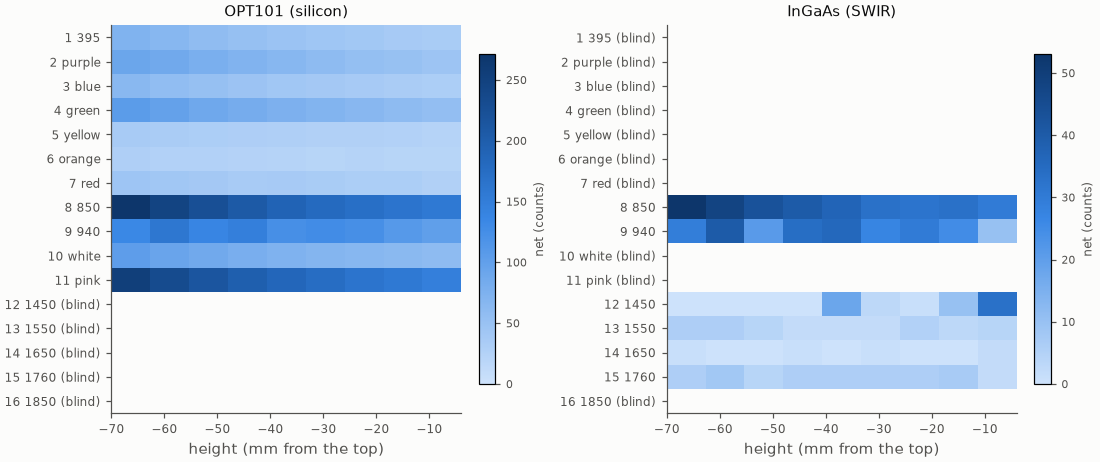 OPT101 (silicon)
1 395
2 purple
3 blue
4 green
5 yellow
6 orange
7 red
8 850
9 940
10 white
11 pink
12 1450 (blind)
13 1550 (blind)
14 1650 (blind)
15 1760 (blind)
16 1850 (blind)
−70 −60 −50 −40 −30 −20 −10
height (mm from the top)
250
200
150
100
50
0
net (counts)
InGaAs (SWIR)
1 395 (blind)
2 purple (blind)
3 blue (blind)
4 green (blind)
5 yellow (blind)
6 orange (blind)
7 red (blind)
8 850
9 940
10 white (blind)
11 pink (blind)
12 1450
13 1550
14 1650
15 1760
16 1850 (blind)
−70 −60 −50 −40 −30 −20 −10
height (mm from the top)
50
40
30
20
10
0
net (counts)